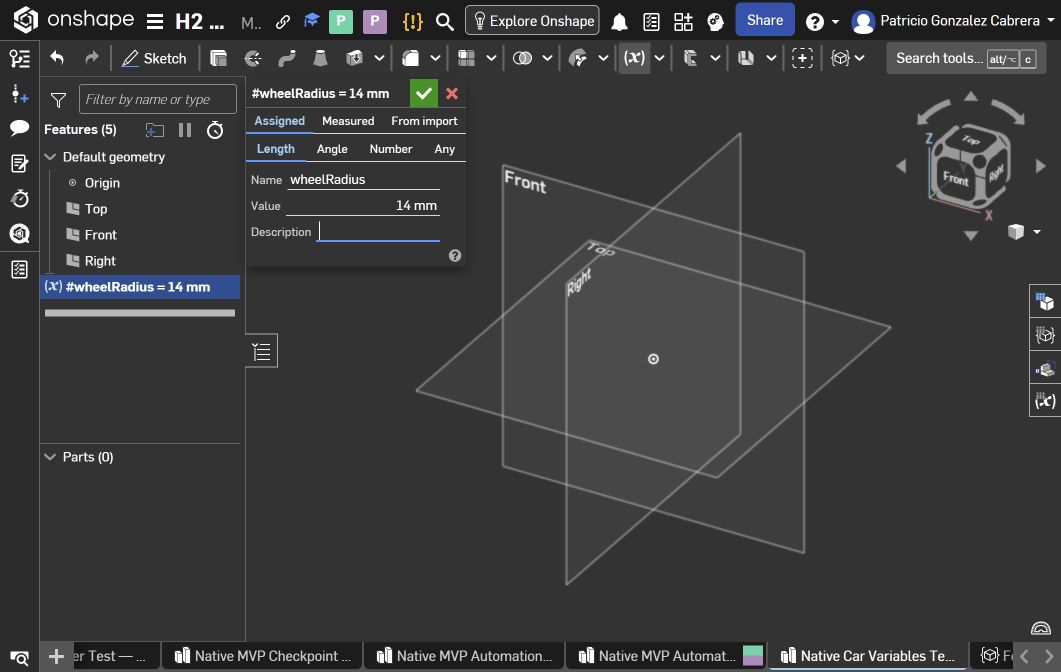 onshape H2 ... M.. P P {!} Explore Onshape Share ? Patricio Gonzalez Cabrera
Sketch (x) Search tools... alt/⌥ c
Filter by name or type
Features (5)
Default geometry
Origin
Top
Front
Right
(x) #wheelRadius = 14 mm
Parts (0)
#wheelRadius = 14 mm
Assigned Measured From import
Length Angle Number Any
Name wheelRadius
Value 14 mm
Description
?
Front
Top
Right
Z
Y
X
Top
Front
Right
(x)
er Test — ... Native MVP Checkpoint ... Native MVP Automation... Native MVP Automat... Native Car Variables Te...